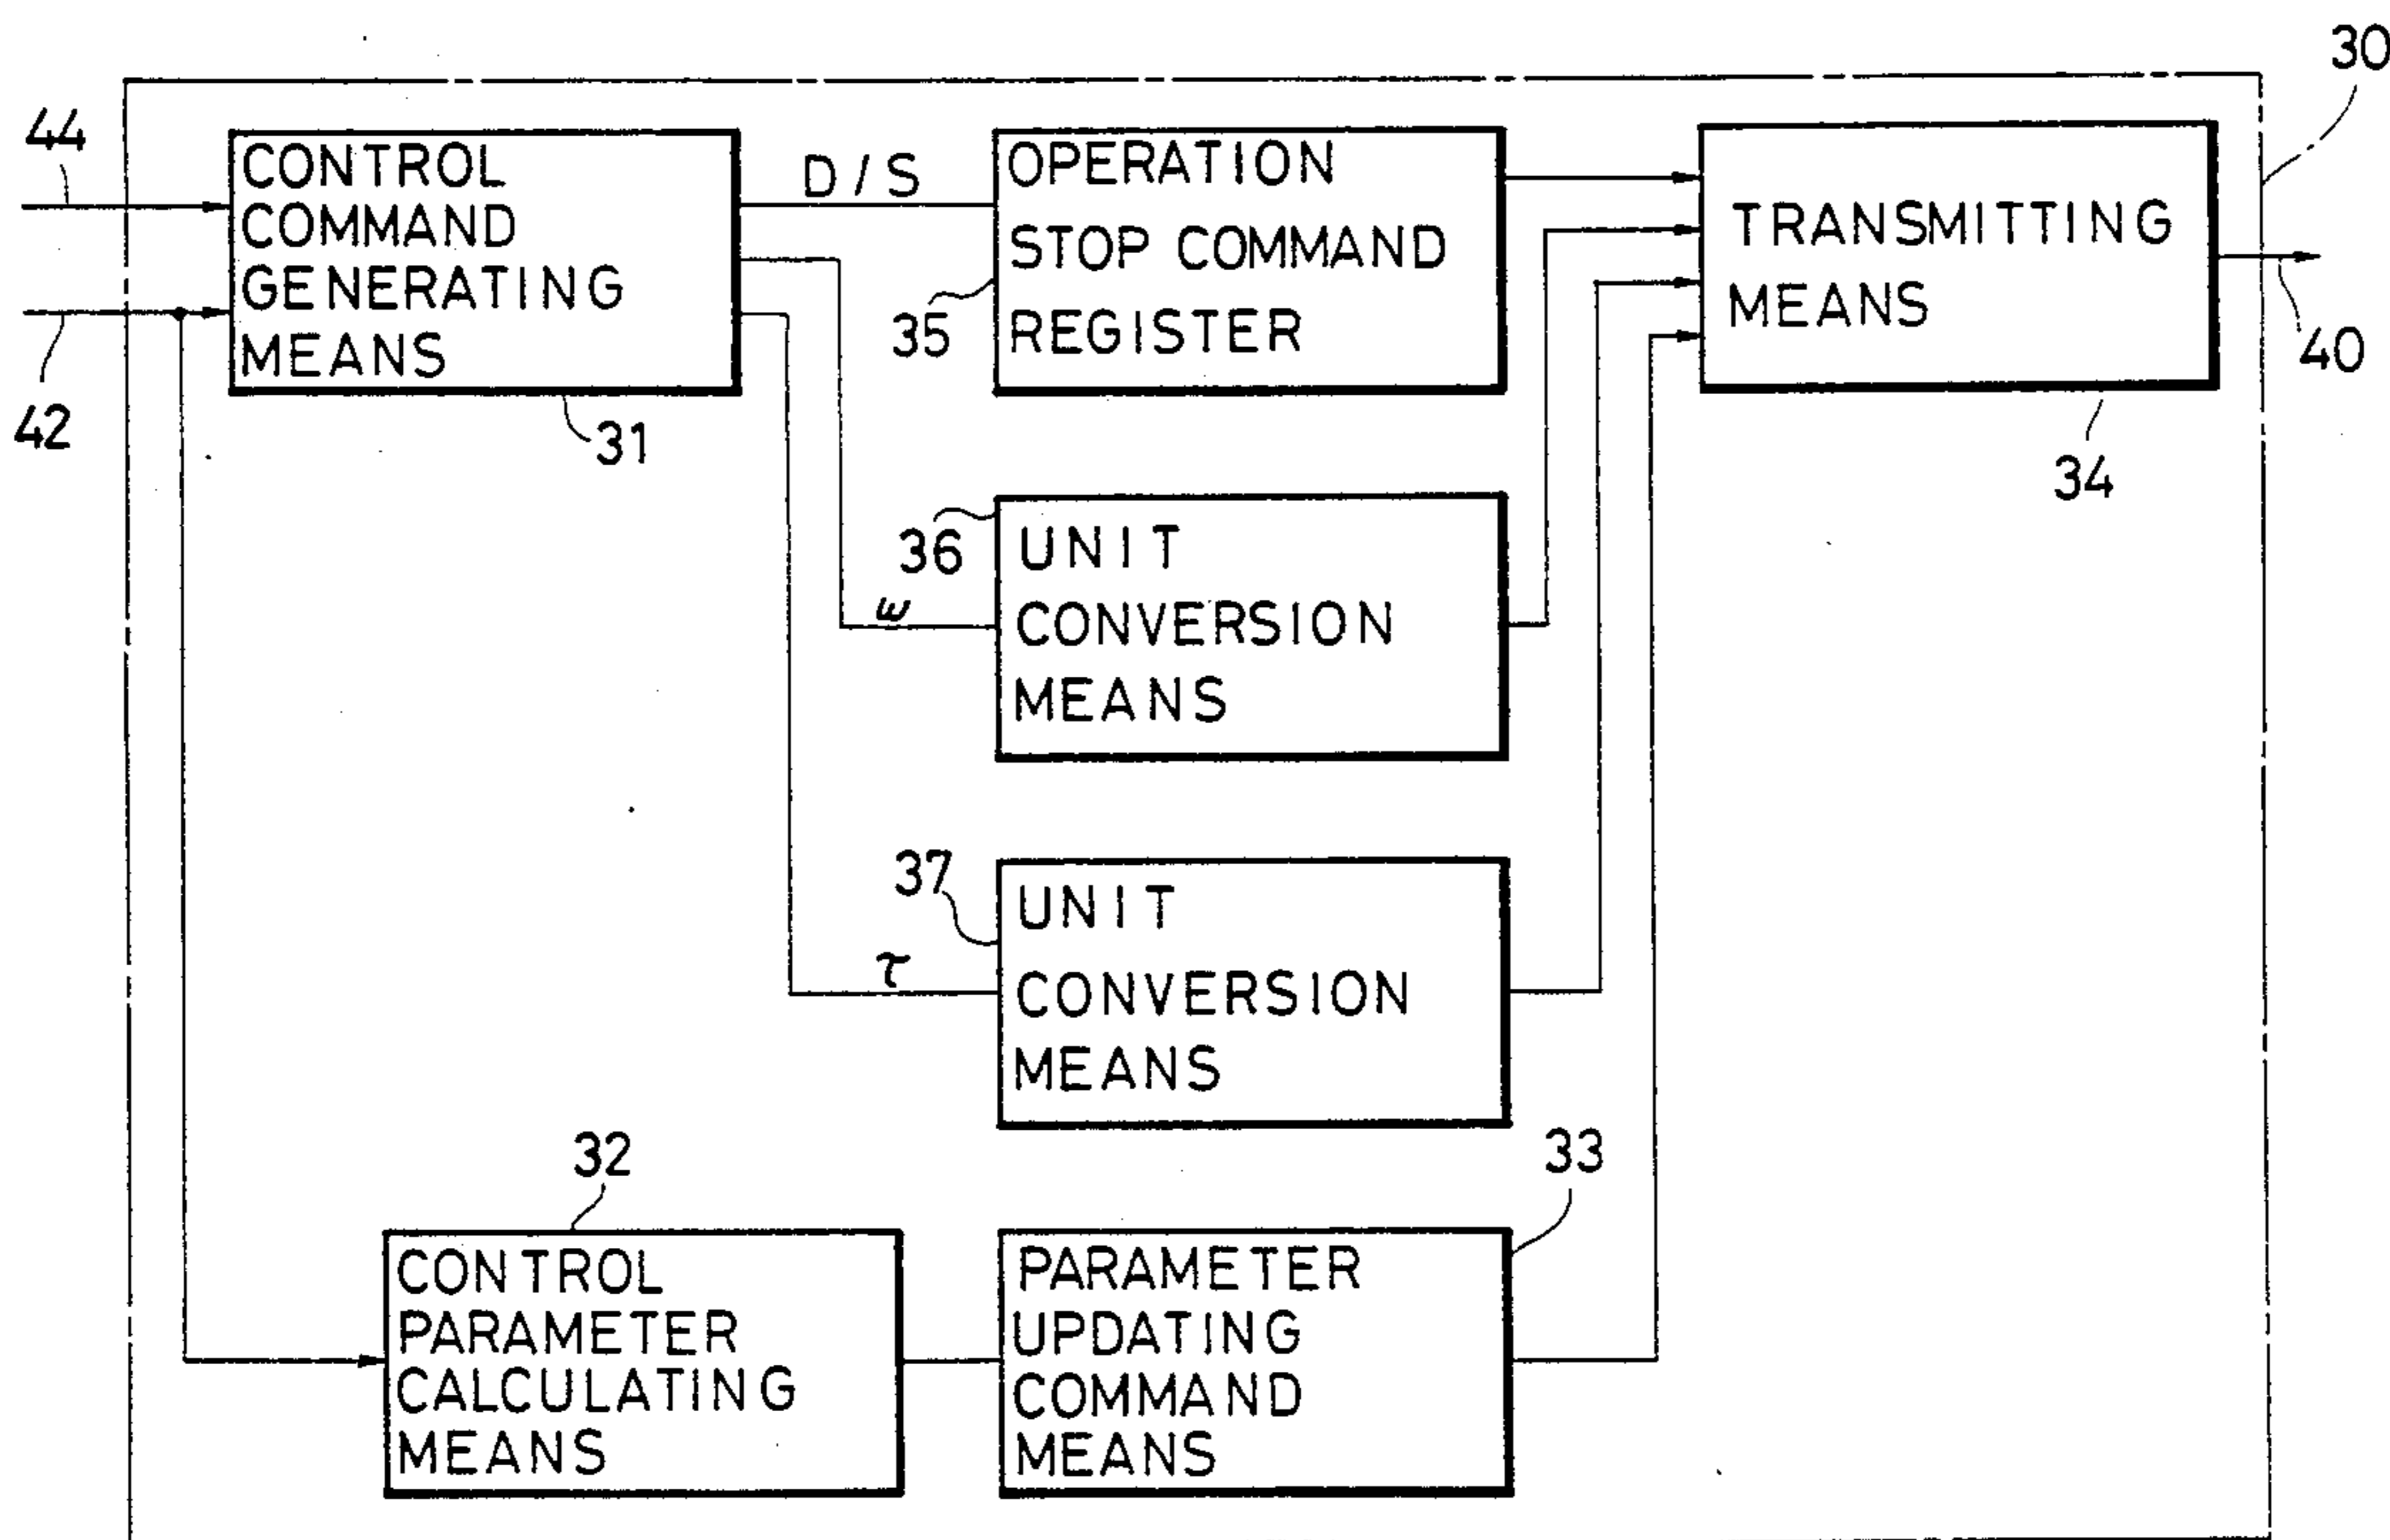 30
44
CONTROL
COMMAND
GENERATING
MEANS
D/S
OPERATION
STOP COMMAND
REGISTER
TRANSMITTING
MEANS
35
40
42
31
34
36
UNIT
CONVERSION
MEANS
ω
37
UNIT
CONVERSION
MEANS
τ
32
33
CONTROL
PARAMETER
CALCULATING
MEANS
PARAMETER
UPDATING
COMMAND
MEANS